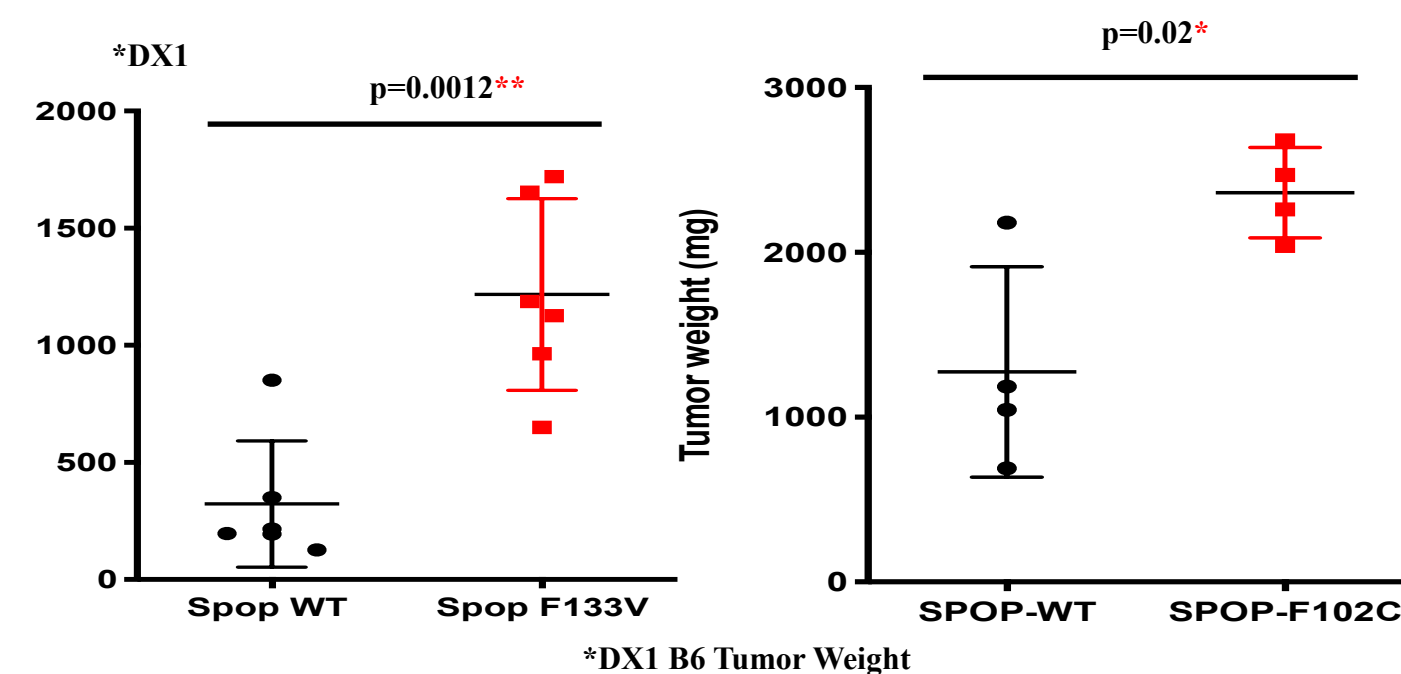 *DX1
p=0.0012**
2000
1500
1000
500
0
Spop WT
Spop F133V
p=0.02*
Tumor weight (mg)
3000
2000
1000
0
SPOP-WT
SPOP-F102C
*DX1 B6 Tumor Weight